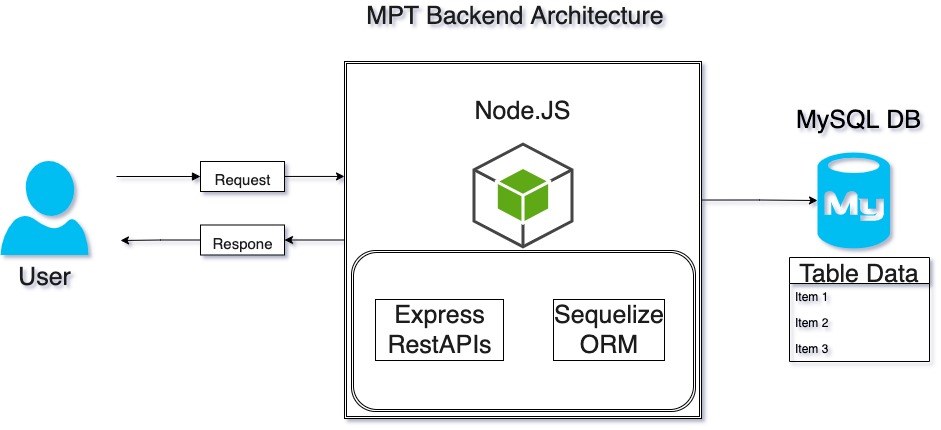 MPT Backend Architecture
Node.JS
MySQL DB
Request
My
Respone
User
Table Data
Item 1
Express
RestAPIs
Sequelize
ORM
Item 2
Item 3